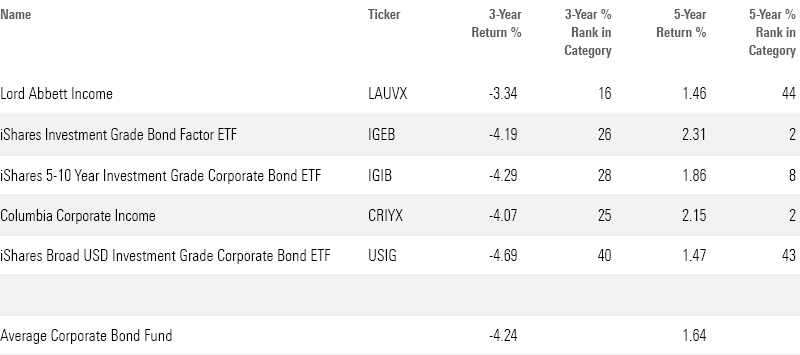 Name Ticker 3-Year 3-Year % 5-Year 5-Year %
Return % Rank in Return % Rank in
Category Category
Lord Abbett Income LAUVX -3.34 16 1.46 44
iShares Investment Grade Bond Factor ETF IGEB -4.19 26 2.31 2
iShares 5-10 Year Investment Grade Corporate Bond ETF IGIB -4.29 28 1.86 8
Columbia Corporate Income CRIYX -4.07 25 2.15 2
iShares Broad USD Investment Grade Corporate Bond ETF USIG -4.69 40 1.47 43
Average Corporate Bond Fund -4.24 1.64